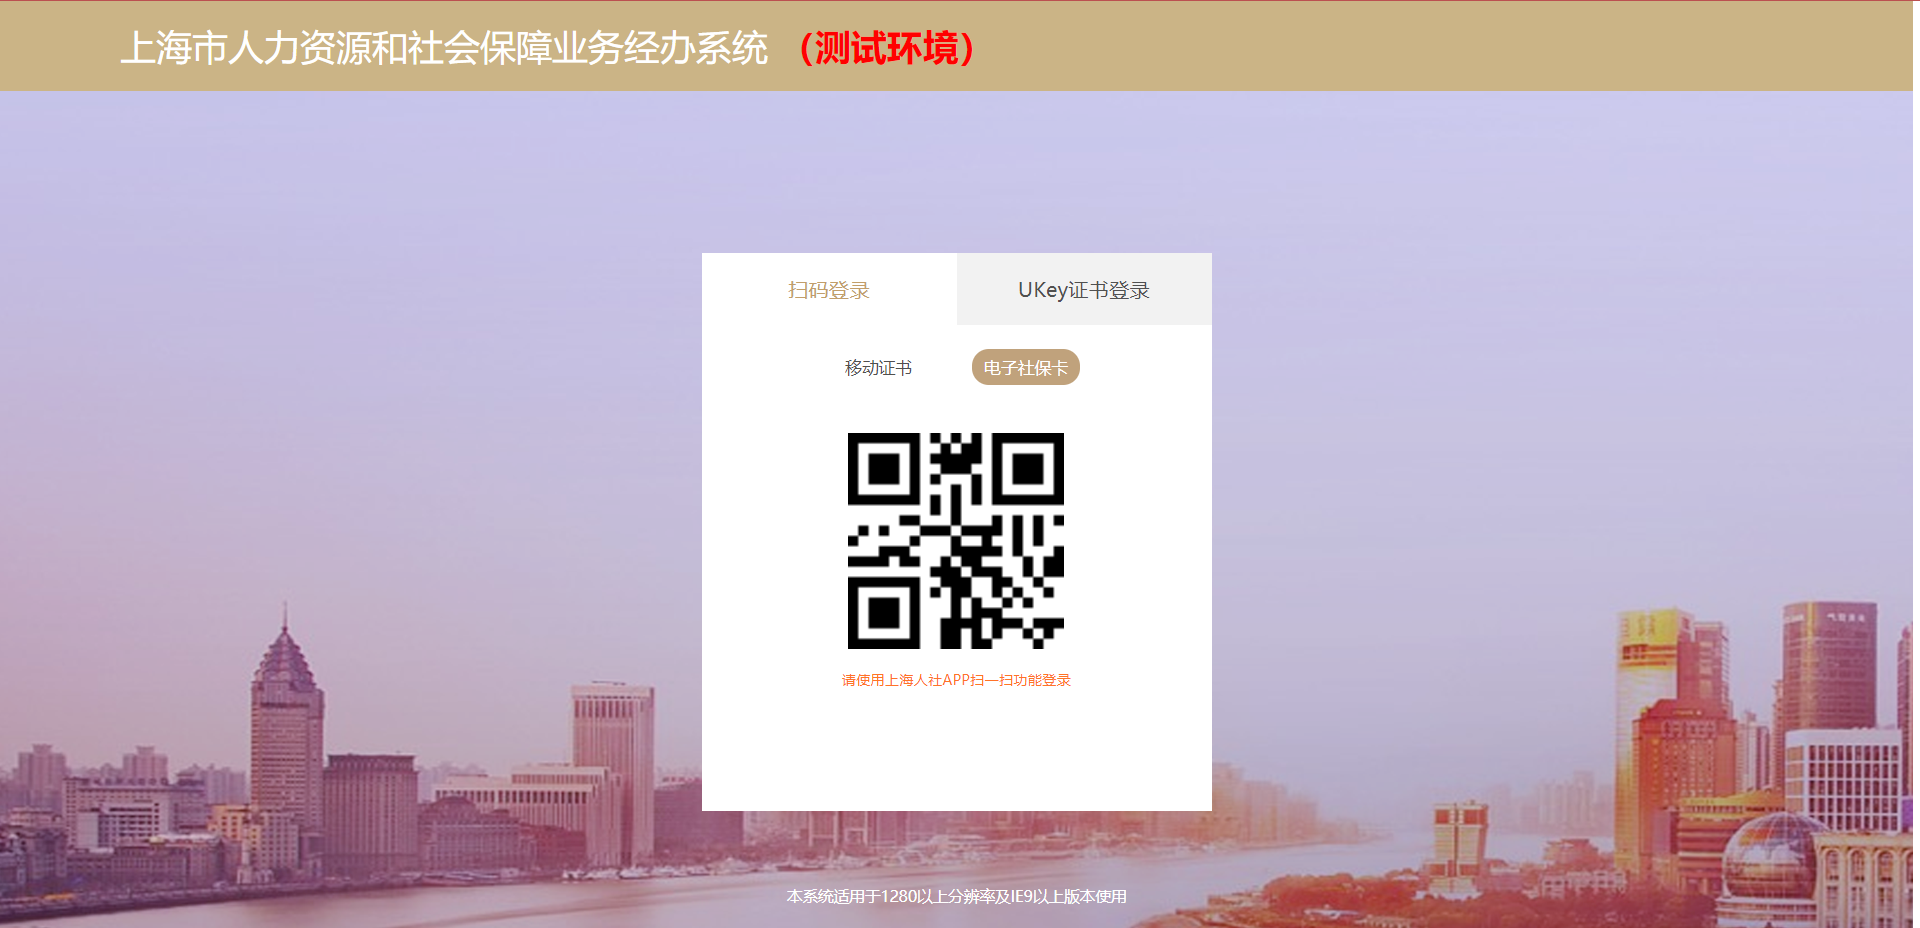 上海市人力资源和社会保障业务经办系统 （测试环境）
扫码登录
UKey证书登录
移动证书
电子社保卡
请使用上海人社APP扫一扫功能登录
本系统适用于1280以上分辨率及IE9以上版本使用